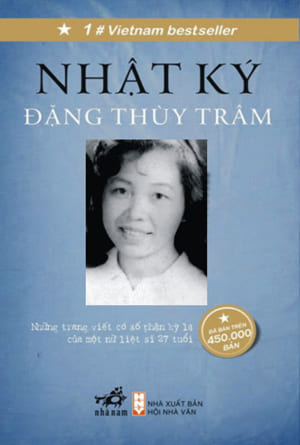 ★ 1 # Vietnam bestseller
NHẬT KÝ
ĐẶNG THÙY TRÂM
Những trang viết có số phận kỳ lạ
của một nữ liệt sĩ 27 tuổi
ĐÃ BÁN TRÊN
450.000
BẢN
nhã nam
HNV
NHÀ XUẤT BẢN
HỘI NHÀ VĂN